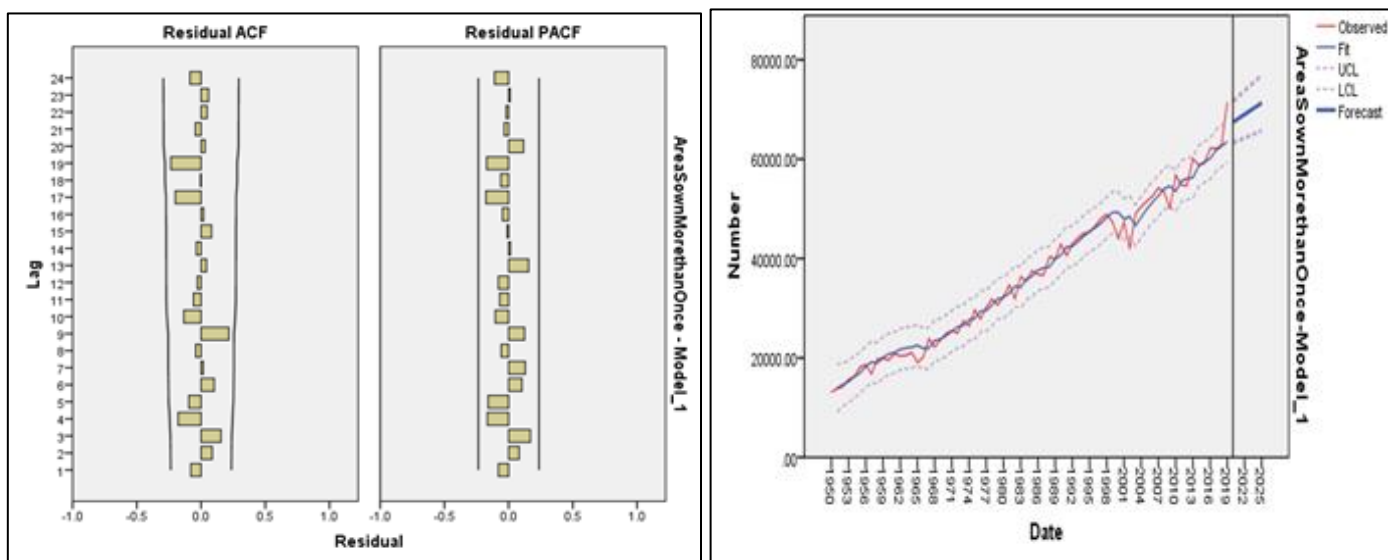 Residual ACF
Residual PACF
Lag
24
23
22
21
20
19
18
17
16
15
14
13
12
11
10
9
8
7
6
5
4
3
2
1
-1.0 -0.5 0.0 0.5 1.0
-1.0 -0.5 0.0 0.5 1.0
Residual
AreaSownMorethanOnce - Model_1
Number
80000.00
60000.00
40000.00
20000.00
.00
1950 1953 1956 1959 1962 1965 1968 1971 1974 1977 1980 1983 1986 1989 1992 1995 1998 2001 2004 2007 2010 2013 2016 2019 2022 2025
Date
AreaSownMorethanOnce-Model_1
Observed
Fit
UCL
LCL
Forecast